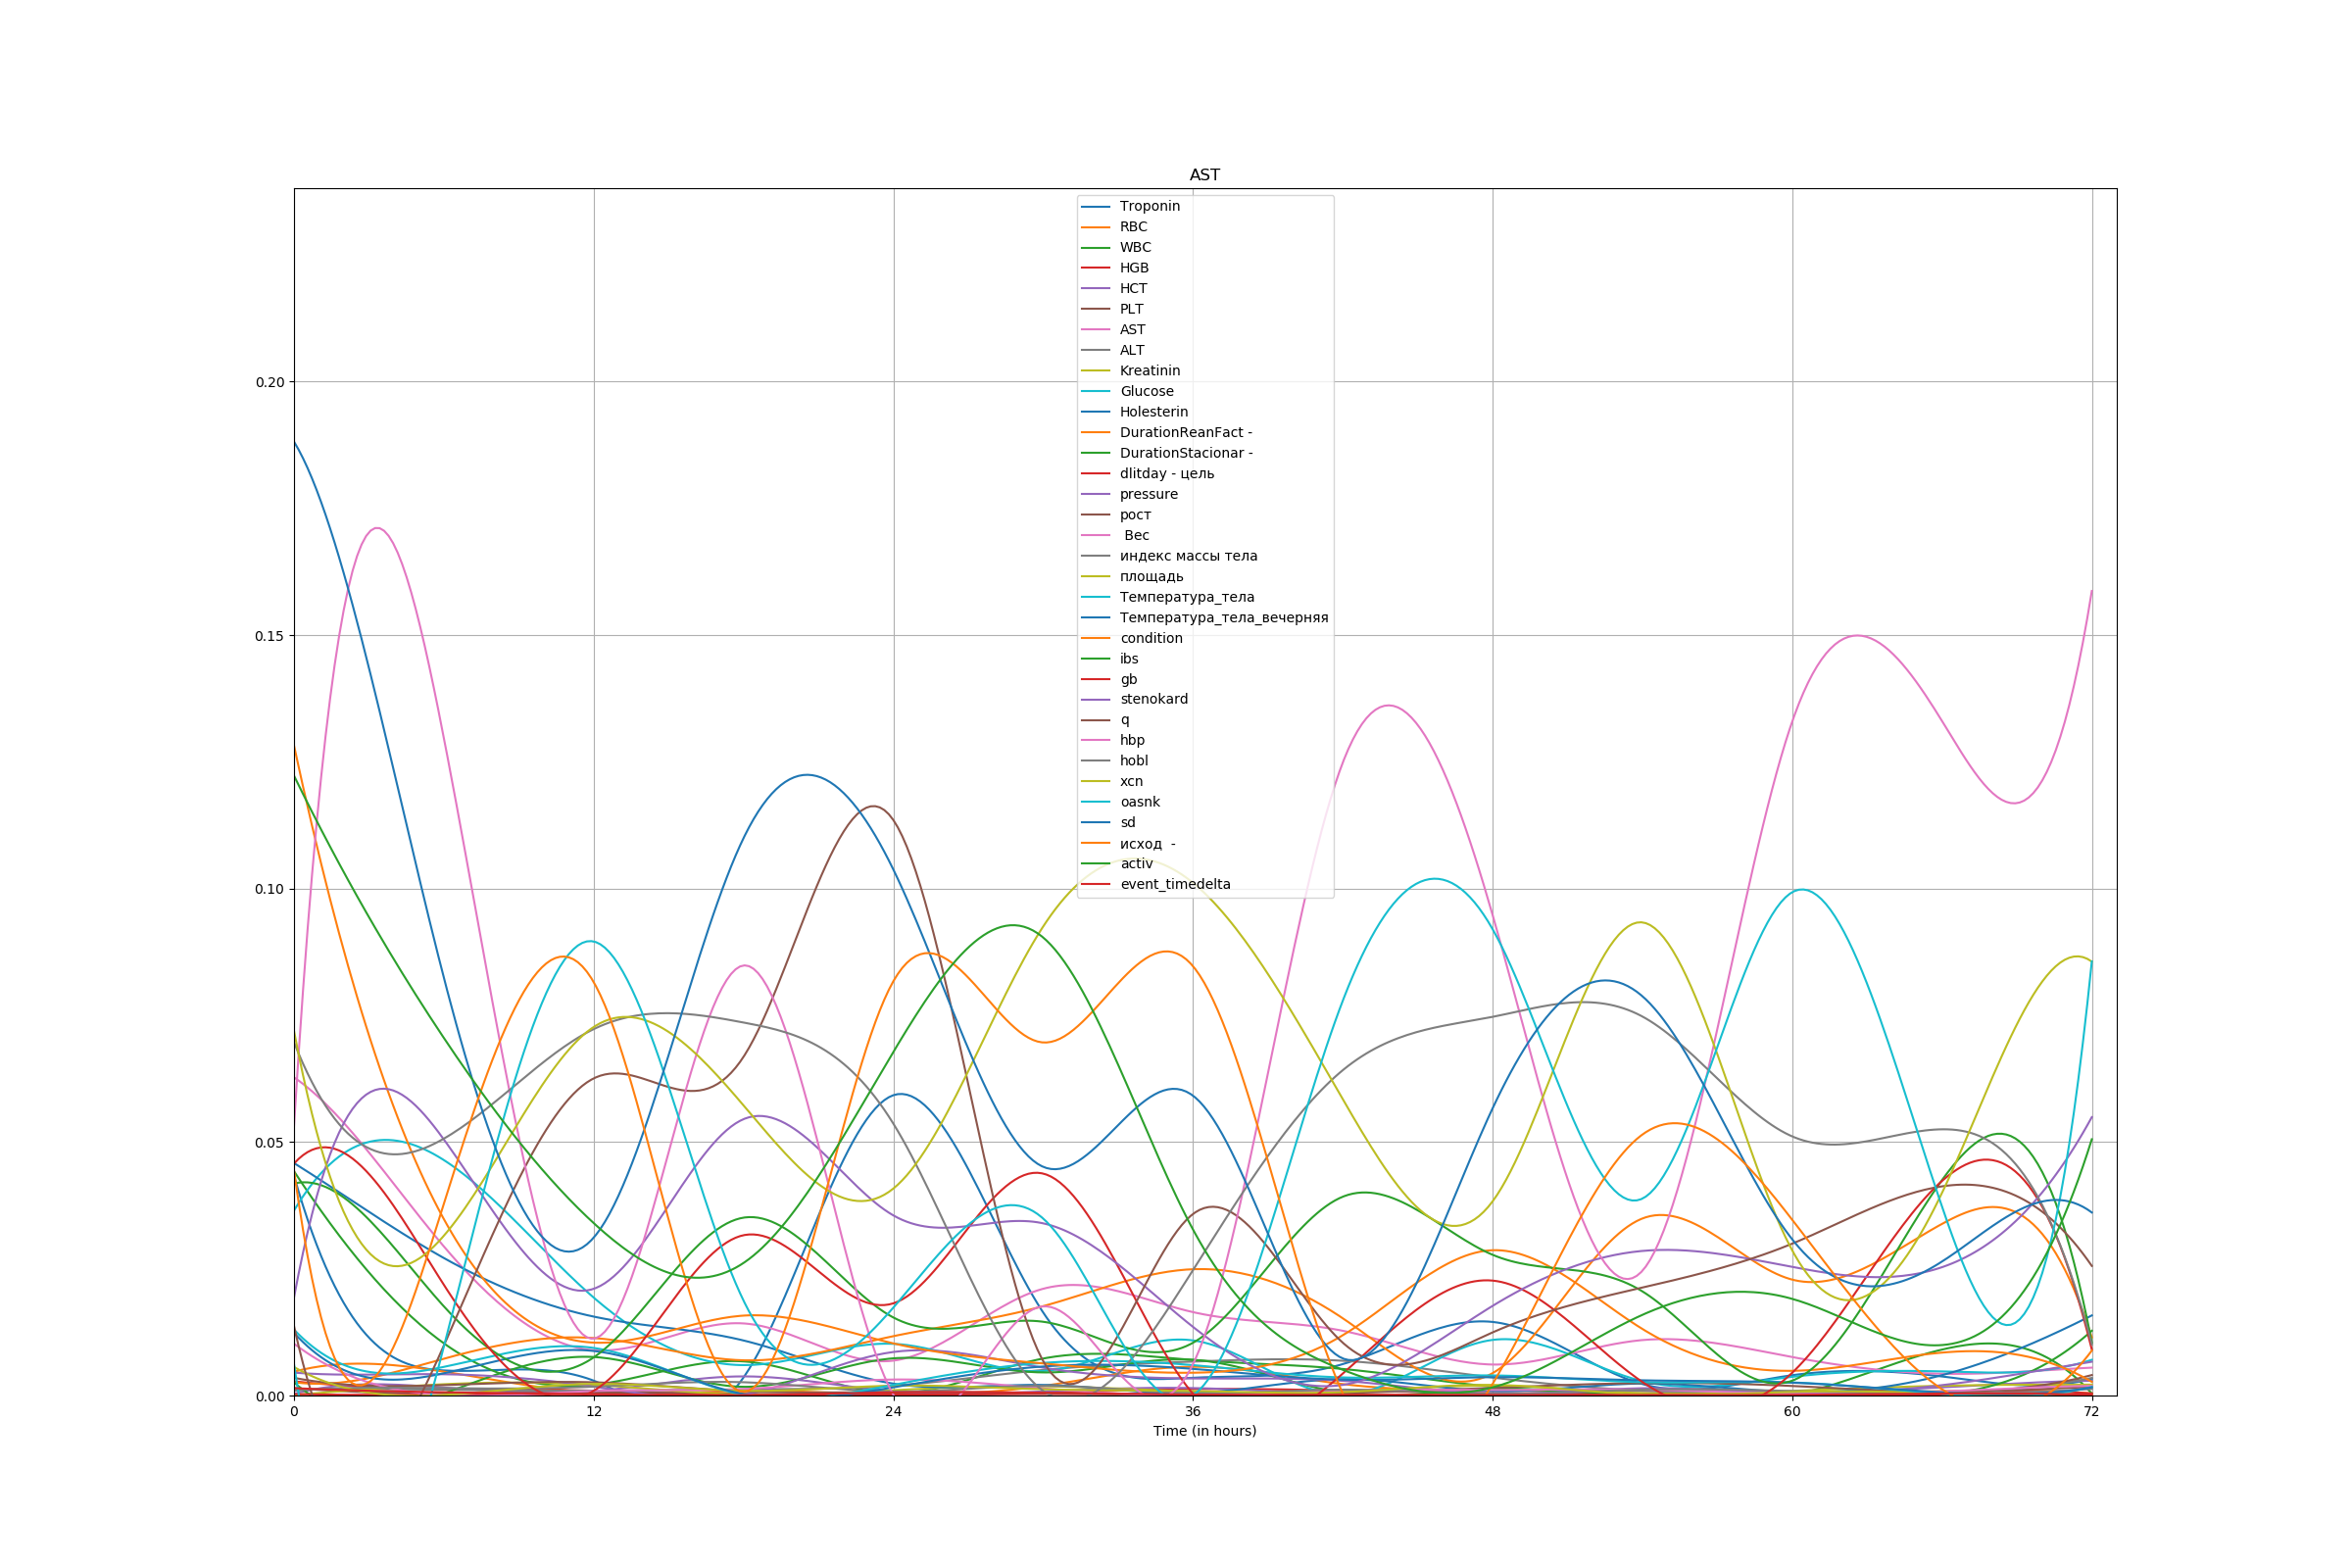 AST
Troponin
RBC
WBC
HGB
HCT
PLT
AST
ALT
Kreatinin
Glucose
Holesterin
DurationReanFact -
DurationStacionar -
dlitday - цель
pressure
рост
Вес
индекс массы тела
площадь
Температура_тела
Температура_тела_вечерняя
condition
ibs
gb
stenokard
q
hbp
hobl
xcn
oasnk
sd
исход -
activ
event_timedelta
0.20
0.15
0.10
0.05
0.00
0 12 24 36 48 60 72
Time (in hours)